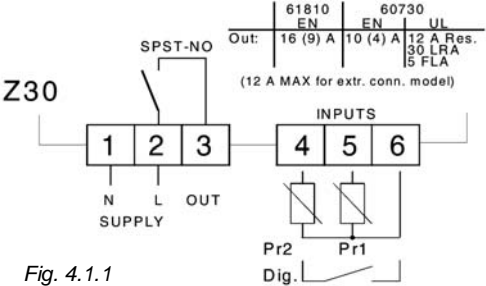 61810 60730
EN EN UL
Out: 16 (9) A 10 (4) A 12 A Res.
30 LRA
5 FLA
(12 A MAX for extr. conn. model)
SPST-NO
Z30
INPUTS
1 2 3 4 5 6
N L OUT
SUPPLY
Pr2 Pr1
Dig.
Fig. 4.1.1